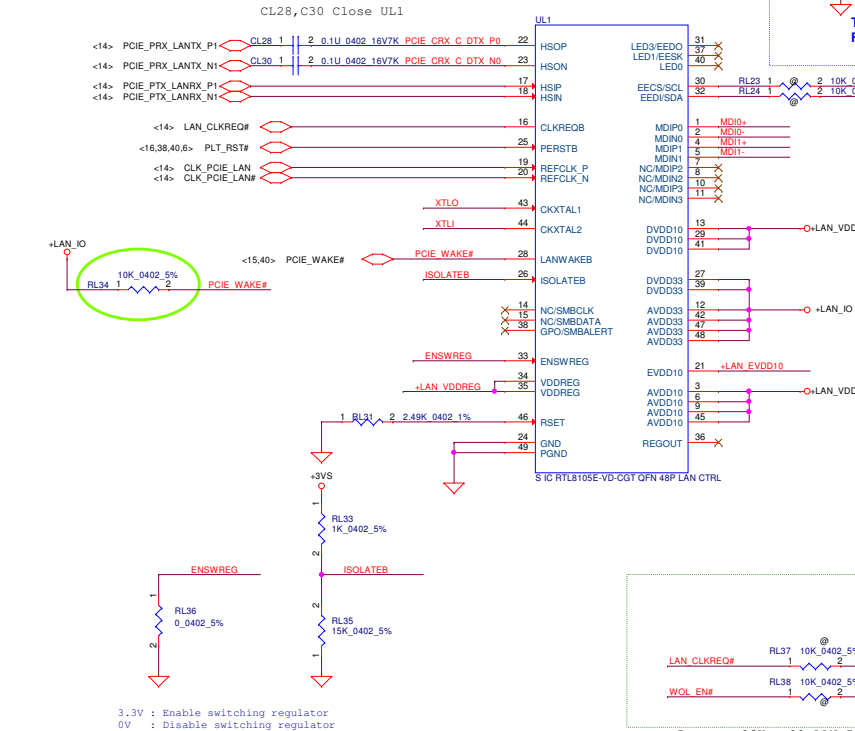 CL28,C30 Close UL1
UL1
<14> PCIE_PRX_LANTX_P1 CL28 1 2 0.1U_0402_16V7K PCIE_CRX_C_DTX_P0 22 HSOP
<14> PCIE_PRX_LANTX_N1 CL30 1 2 0.1U_0402_16V7K PCIE_CRX_C_DTX_N0 23 HSON
<14> PCIE_PTX_LANRX_P1 17 HSIP
<14> PCIE_PTX_LANRX_N1 18 HSIN
<14> LAN_CLKREQ# 16 CLKREQB
<16,38,40,6> PLT_RST# 25 PERSTB
<14> CLK_PCIE_LAN 19 REFCLK_P
<14> CLK_PCIE_LAN# 20 REFCLK_N
XTLO 43 CKXTAL1
XTLI 44 CKXTAL2
<15,40> PCIE_WAKE# PCIE_WAKE# 28 LANWAKEB
ISOLATEB 26 ISOLATEB
14 NC/SMBCLK
15 NC/SMBDATA
38 GPO/SMBALERT
ENSWREG 33 ENSWREG
34 VDDREG
+LAN_VDDREG 35 VDDREG
1 RL31 2 2.49K_0402_1% 46 RSET
24 GND
49 PGND
LED3/EEDO 31
LED1/EESK 37
LED0 40
EECS/SCL 30 RL23 1 @ 2
EEDI/SDA 32 RL24 1 @ 2
MDIP0 1 MDI0+
MDIN0 2 MDI0-
MDIP1 4 MDI1+
MDIN1 5 MDI1-
NC/MDIP2 7
NC/MDIN2 8
NC/MDIP3 10
NC/MDIN3 11
DVDD10 13
DVDD10 29
DVDD10 41
DVDD33 27
DVDD33 39
AVDD33 12 +LAN_IO
AVDD33 42
AVDD33 47
AVDD33 48
EVDD10 21 +LAN_EVDD10
AVDD10 3
AVDD10 6
AVDD10 9
AVDD10 45
REGOUT 36
S IC RTL8105E-VD-CGT QFN 48P LAN CTRL
+LAN_IO
10K_0402_5%
RL34 1 2 PCIE_WAKE#
+3VS
1
RL33
1K_0402_5%
2
ISOLATEB
2
RL35
15K_0402_5%
1
ENSWREG
1
RL36
0_0402_5%
2
3.3V : Enable switching regulator
0V : Disable switching regulator
@
RL37 10K_0402_5%
LAN_CLKREQ# 1 2
RL38 10K_0402_5%
WOL_EN# 1 2
@